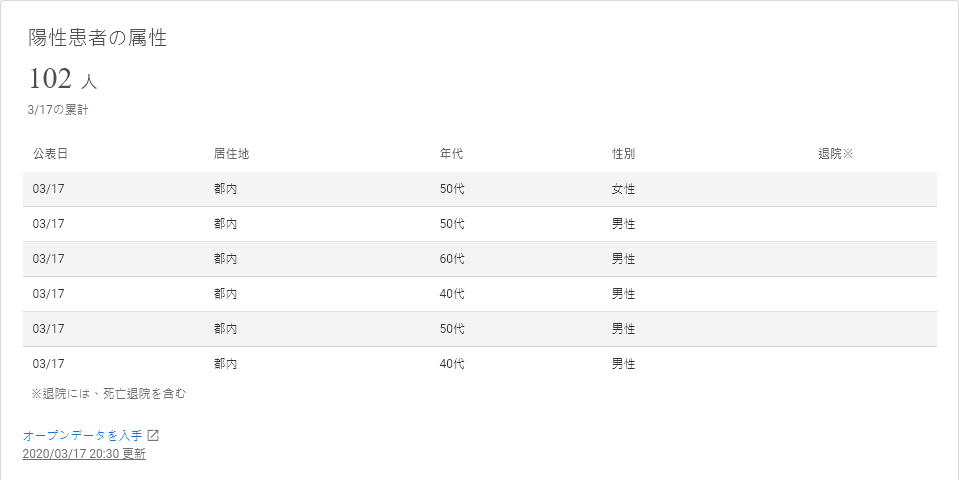 陽性患者の属性
102 人
3/17の累計
公表日 居住地 年代 性別 退院※
03/17 都内 50代 女性
03/17 都内 50代 男性
03/17 都内 60代 男性
03/17 都内 40代 男性
03/17 都内 50代 男性
03/17 都内 40代 男性
※退院には、死亡退院を含む
オープンデータを入手
2020/03/17 20:30 更新